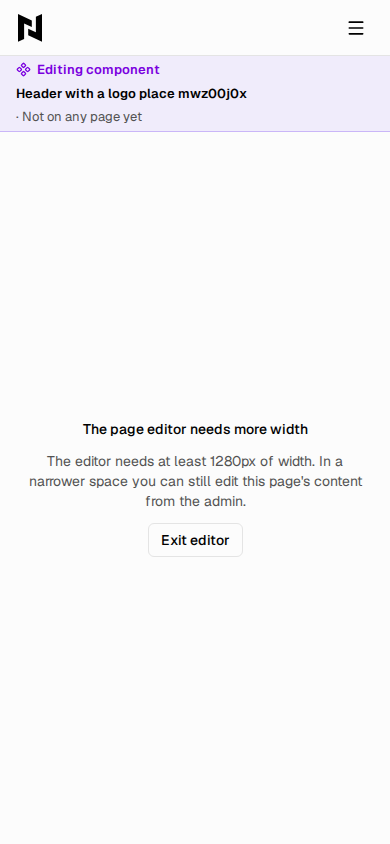 Editing component
Header with a logo place mwz00j0x
· Not on any page yet
The page editor needs more width
The editor needs at least 1280px of width. In a
narrower space you can still edit this page's content
from the admin.
Exit editor